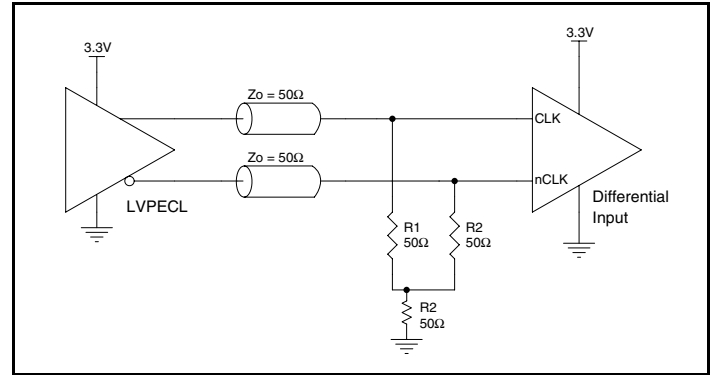 3.3V
3.3V
Zo = 50Ω
CLK
Zo = 50Ω
nCLK
LVPECL
Differential
Input
R1
50Ω
R2
50Ω
R2
50Ω